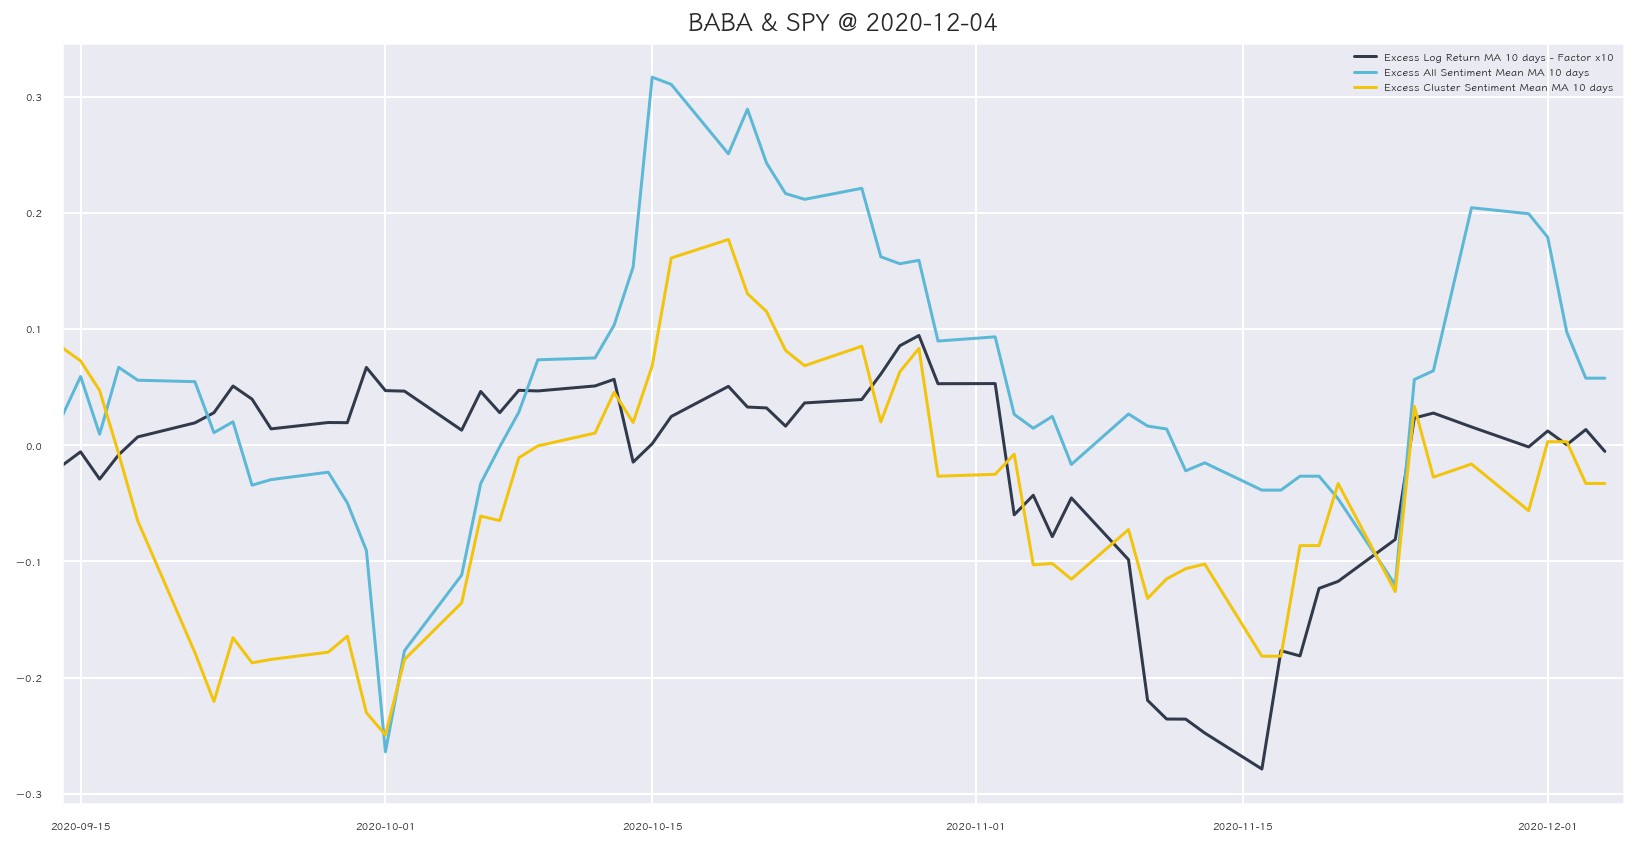 BABA & SPY @ 2020-12-04
Excess Log Return MA 10 days - Factor x10
Excess All Sentiment Mean MA 10 days
Excess Cluster Sentiment Mean MA 10 days
0.3
0.2
0.1
0.0
−0.1
−0.2
−0.3
2020-09-15 2020-10-01 2020-10-15 2020-11-01 2020-11-15 2020-12-01